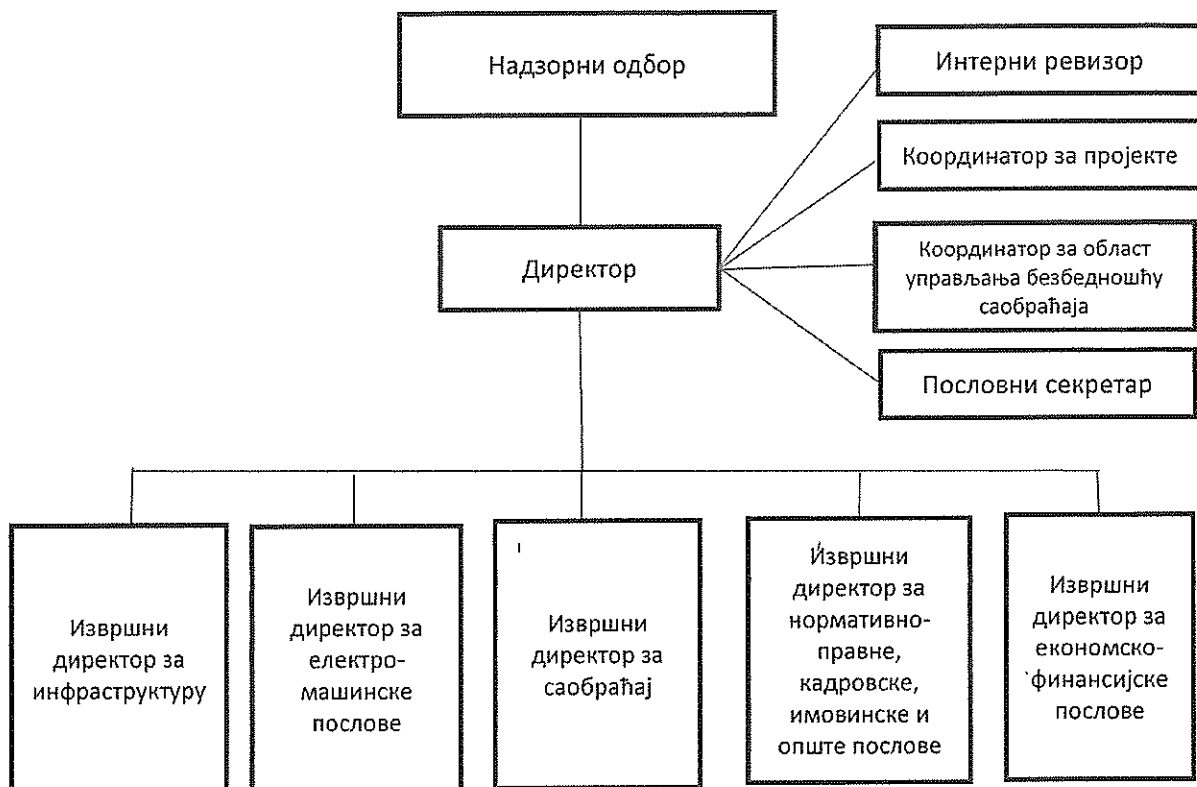 Надзорни одбор
Интерни ревизор
Координатор за пројекте
Директор
Координатор за област
управљања безбедношћу
саобраћаја
Пословни секретар
Извршни
директор за
инфраструктуру
Извршни
директор за
електро-
машинске
послове
Извршни
директор за
саобраћај
Извршни
директор за
нормативно-
правне,
кадровске,
имовинске и
опште послове
Извршни
директор за
економско-
финансијске
послове